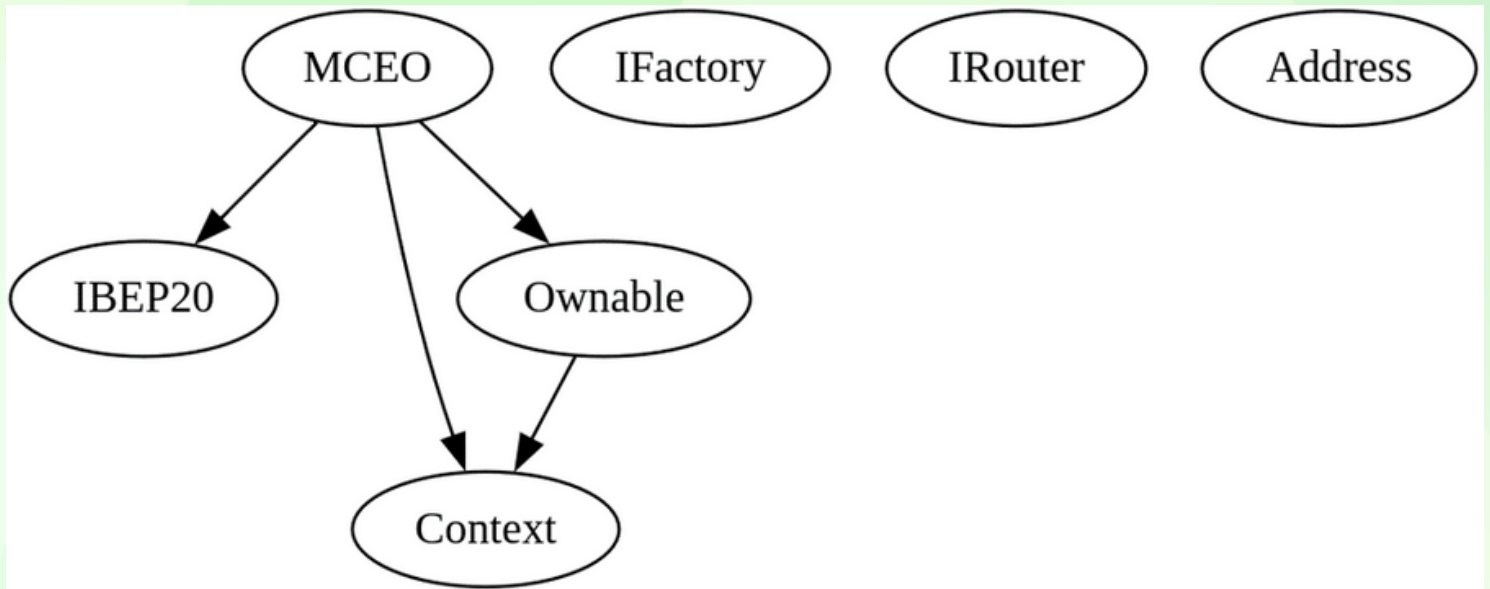 MCEO
IFactory
IRouter
Address
IBEP20
Ownable
Context